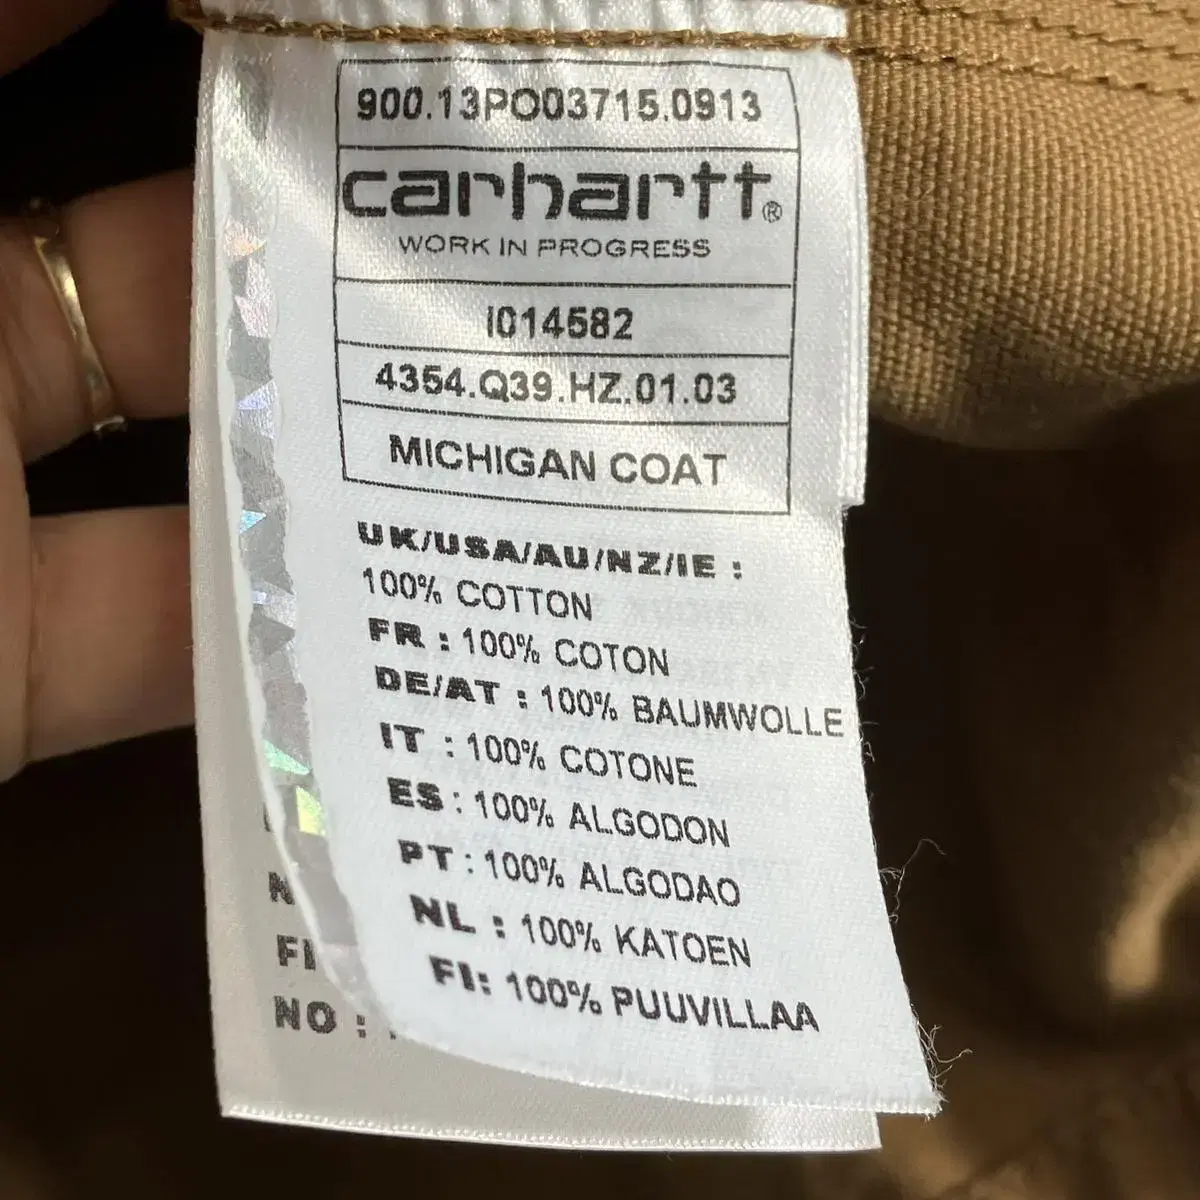 900.13PO03715.0913
carhartt®
WORK IN PROGRESS
I014582
4354.Q39.HZ.01.03
MICHIGAN COAT
UK/USA/AU/NZ/IE :
100% COTTON
FR : 100% COTON
DE/AT : 100% BAUMWOLLE
IT : 100% COTONE
ES : 100% ALGODON
PT : 100% ALGODAO
NL : 100% KATOEN
FI: 100% PUUVILLAA
N
FI
NO :